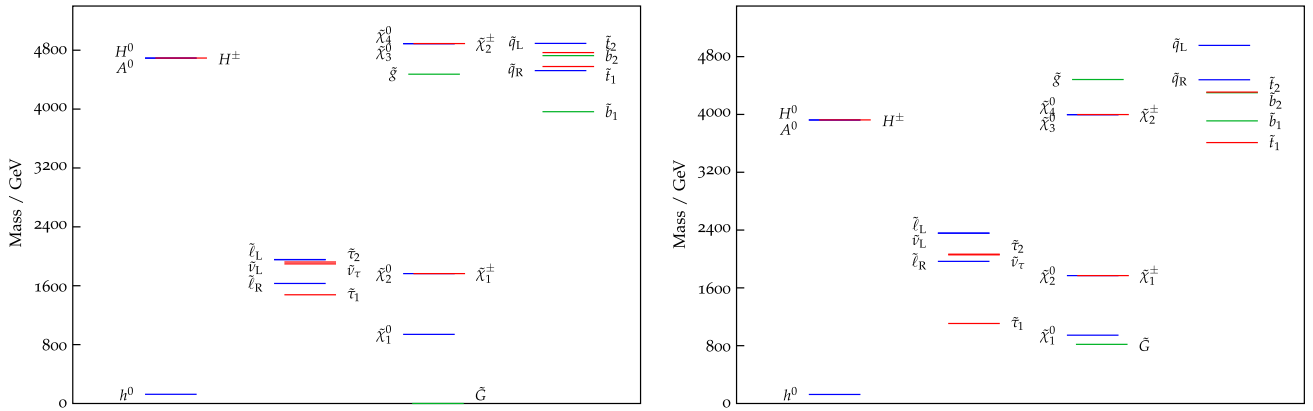 Mass / GeV
4800
4000
3200
2400
1600
800
0
H⁰
A⁰
H±
h⁰
ℓ̃L
ν̃L
ℓ̃R
τ̃2
ν̃τ
τ̃1
χ̃⁰4
χ̃⁰3
χ̃±2
g̃
χ̃⁰2
χ̃±1
χ̃⁰1
G̃
q̃L
q̃R
t̃2
b̃2
t̃1
b̃1
Mass / GeV
4800
4000
3200
2400
1600
800
0
H⁰
A⁰
H±
h⁰
ℓ̃L
ν̃L
ℓ̃R
τ̃2
ν̃τ
τ̃1
g̃
χ̃⁰4
χ̃⁰3
χ̃±2
χ̃⁰2
χ̃±1
χ̃⁰1
G̃
q̃L
q̃R
t̃2
b̃2
b̃1
t̃1